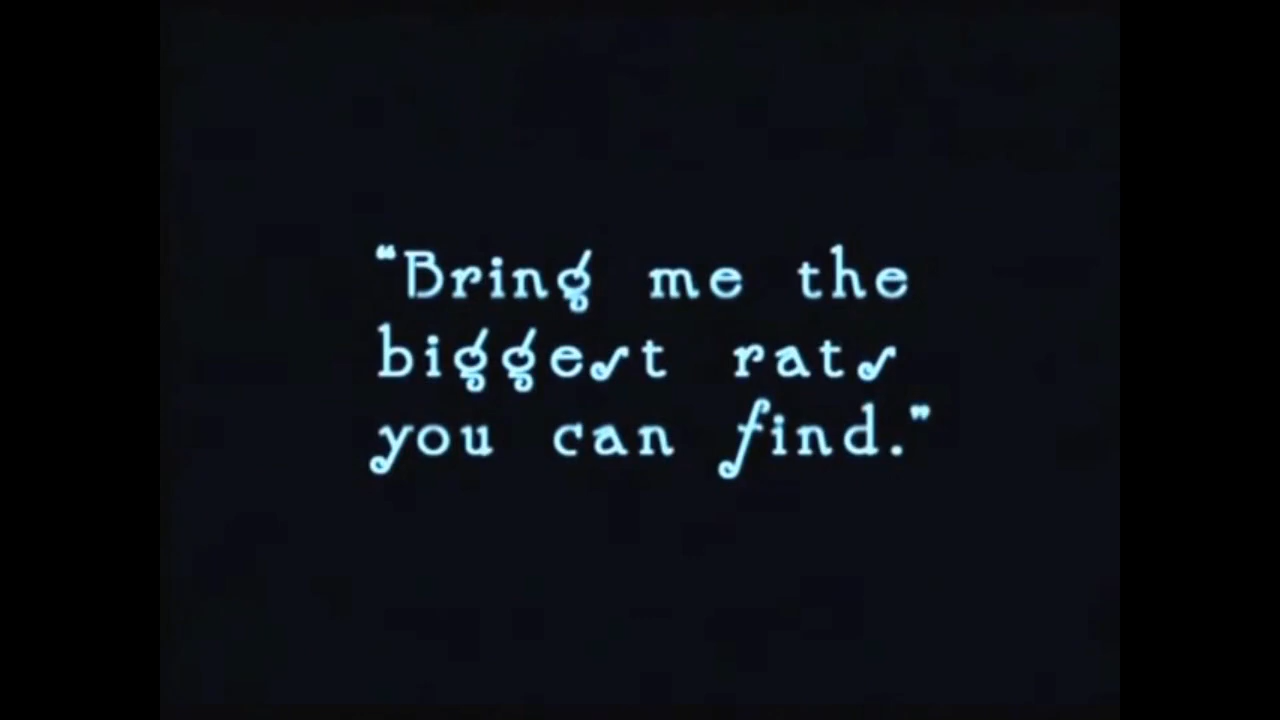 “Bring me the
biggest rats
you can find.”